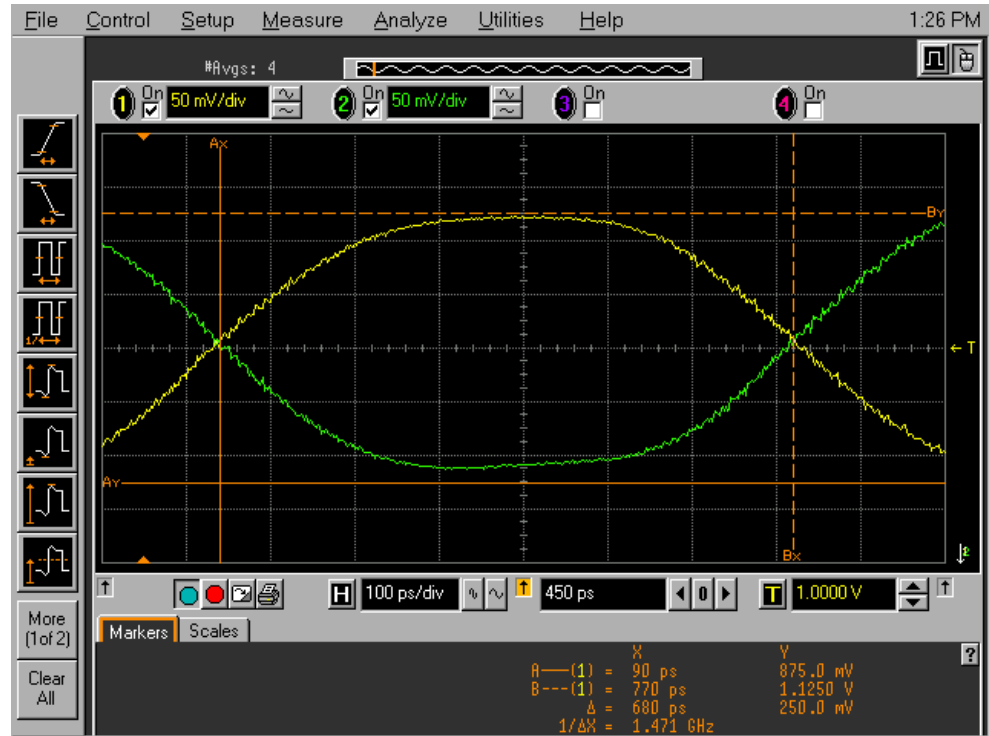 File Control Setup Measure Analyze Utilities Help 1:26 PM
#Avgs: 4
1 On 50 mV/div 2 On 50 mV/div 3 On 4 On
Ax
By
← T
Ay
Bx
2
1/4
H 100 ps/div 450 ps 0 T 1.0000 V
More
(1of 2)
Clear
All
Markers Scales
?
X Y
A——(1) = 90 ps 875.0 mV
B---(1) = 770 ps 1.1250 V
Δ = 680 ps 250.0 mV
1/ΔX = 1.471 GHz